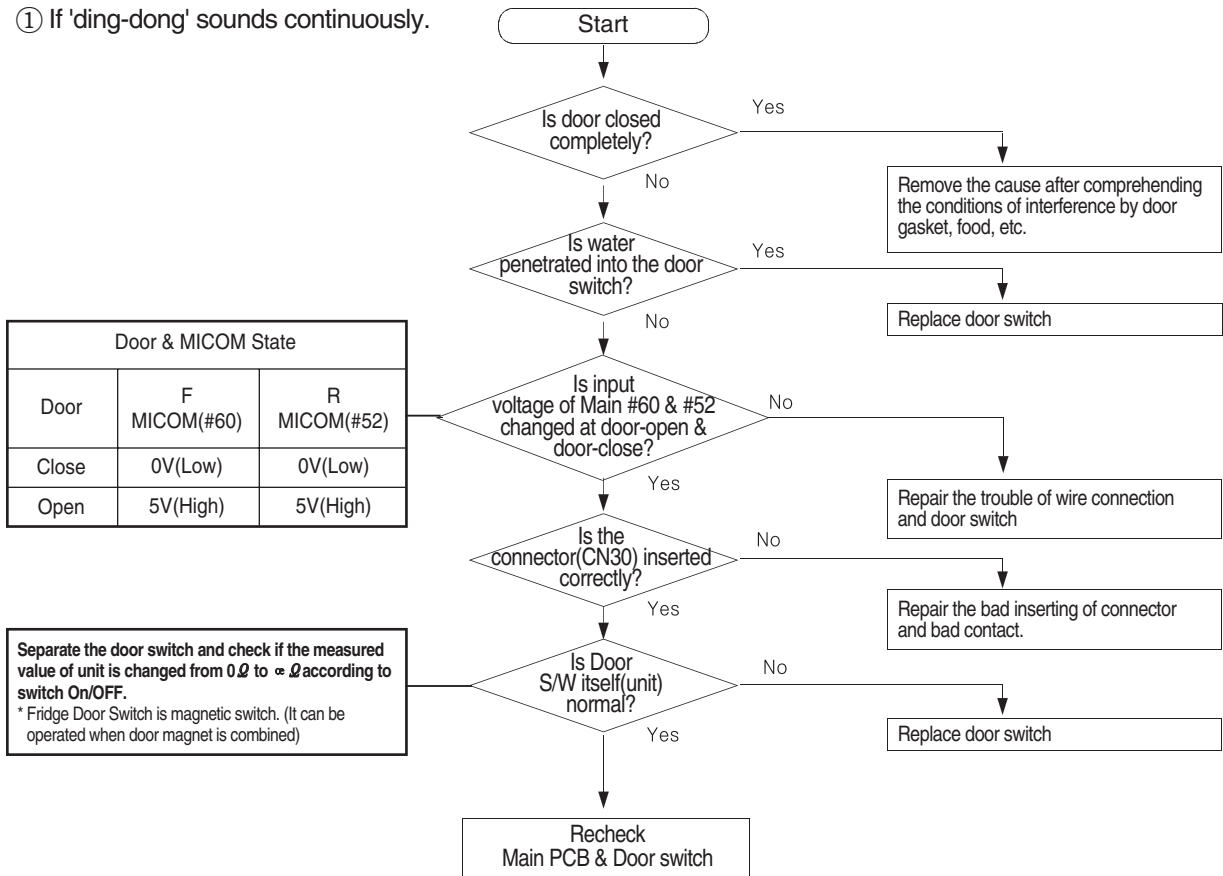 ① If 'ding-dong' sounds continuously.
Start
Is door closed
completely?
Yes
No
Remove the cause after comprehending
the conditions of interference by door
gasket, food, etc.
Is water
penetrated into the door
switch?
Yes
No
Replace door switch
Door & MICOM State
Door
F
MICOM(#60)
R
MICOM(#52)
Close
0V(Low)
0V(Low)
Open
5V(High)
5V(High)
Is input
voltage of Main #60 & #52
changed at door-open &
door-close?
No
Yes
Repair the trouble of wire connection
and door switch
Is the
connector(CN30) inserted
correctly?
No
Yes
Repair the bad inserting of connector
and bad contact.
Separate the door switch and check if the measured
value of unit is changed from 0Ω to ∝Ω according to
switch On/OFF.
* Fridge Door Switch is magnetic switch. (It can be
operated when door magnet is combined)
Is Door
S/W itself(unit)
normal?
No
Yes
Replace door switch
Recheck
Main PCB & Door switch